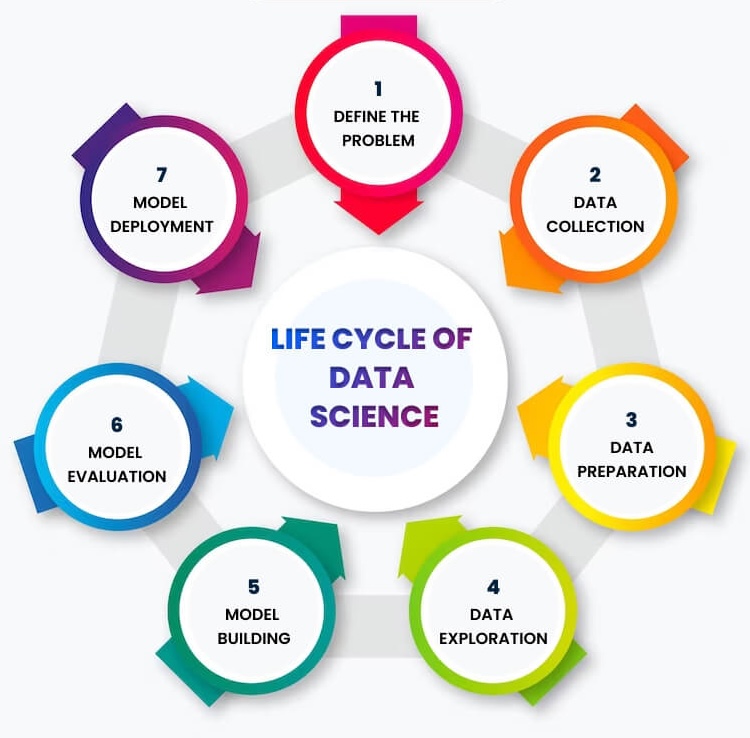 1
DEFINE THE
PROBLEM
2
DATA
COLLECTION
3
DATA
PREPARATION
4
DATA
EXPLORATION
5
MODEL
BUILDING
6
MODEL
EVALUATION
7
MODEL
DEPLOYMENT
LIFE CYCLE OF
DATA
SCIENCE